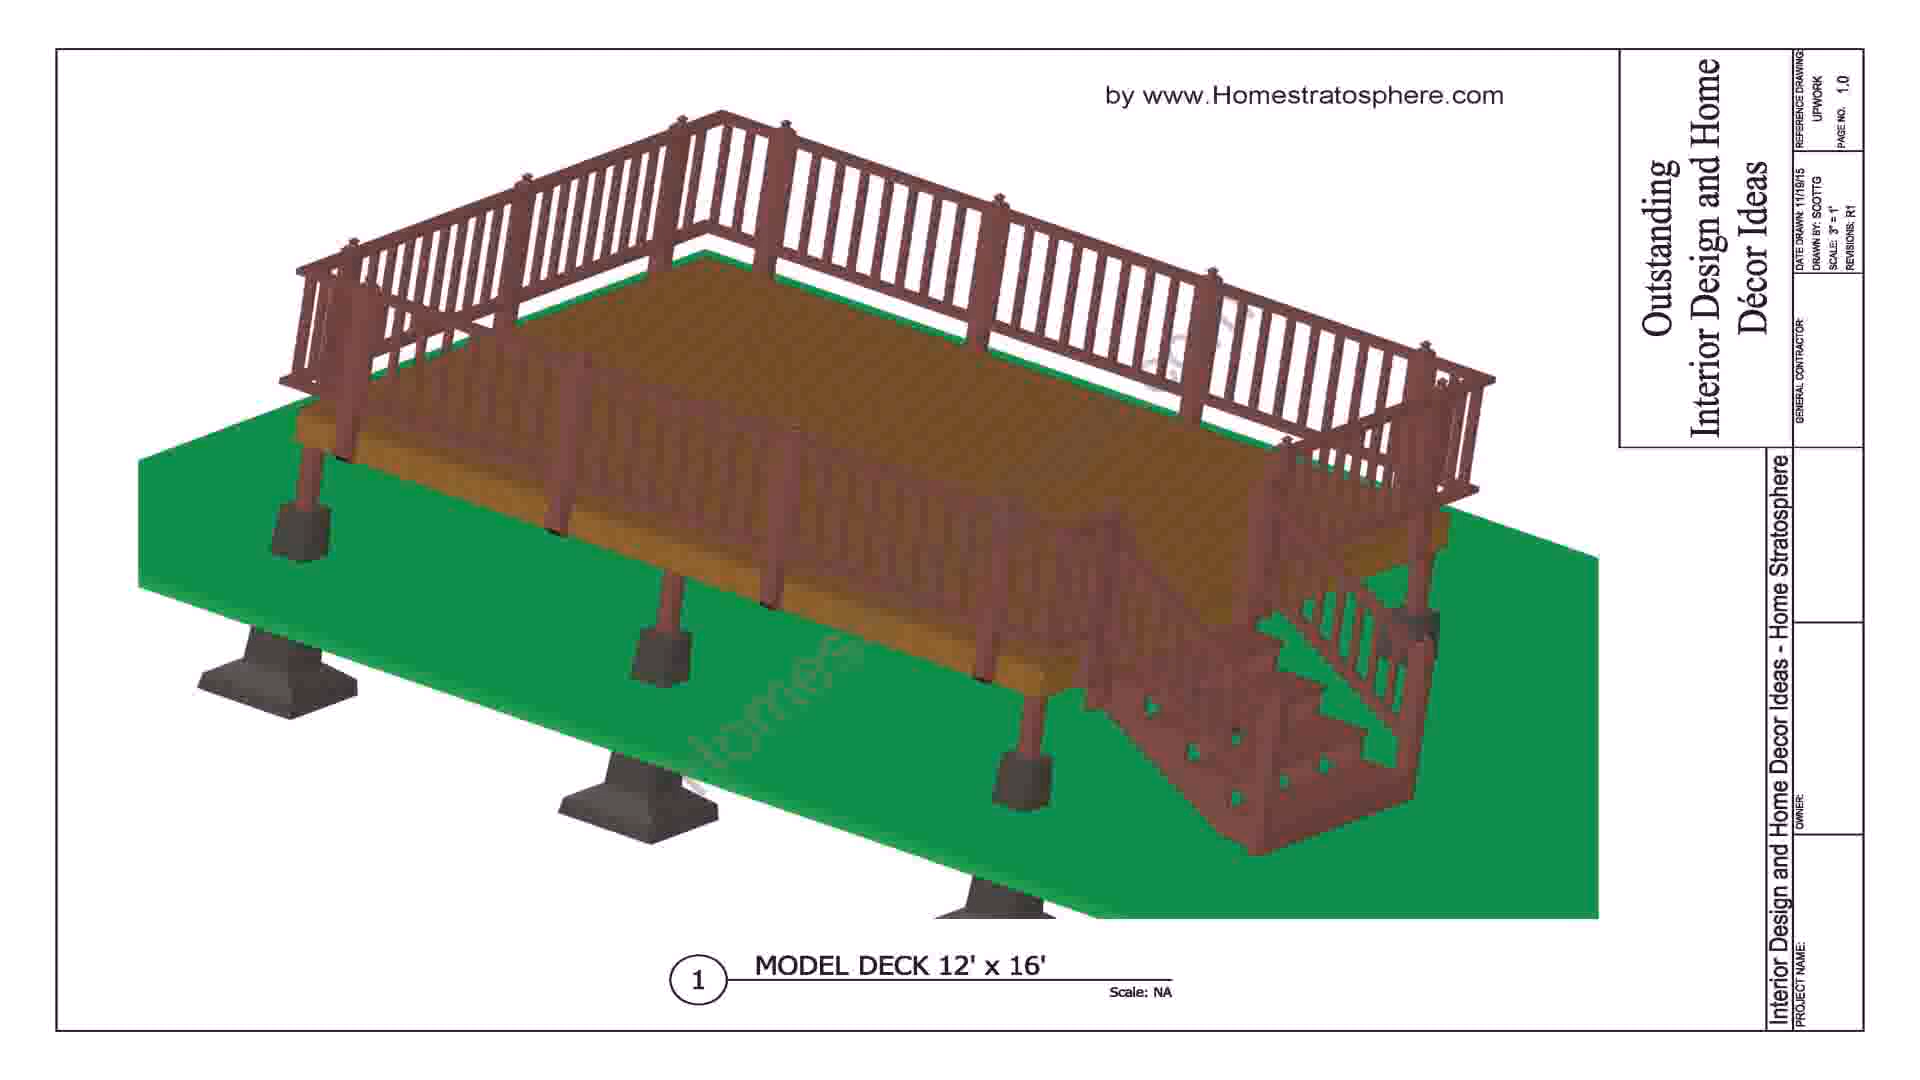 by www.Homestratosphere.com
Outstanding
Interior Design and Home
Décor Ideas
REFERENCE DRAWING:
UPWORK
PAGE NO. 1.0
DATE DRAWN: 11/19/15
DRAWN BY: SCOTTG
SCALE: 3" = 1'
REVISIONS: R1
GENERAL CONTRACTOR:
OWNER:
PROJECT NAME:
Interior Design and Home Decor Ideas - Home Stratosphere
Homes
1
MODEL DECK 12' x 16'
Scale: NA